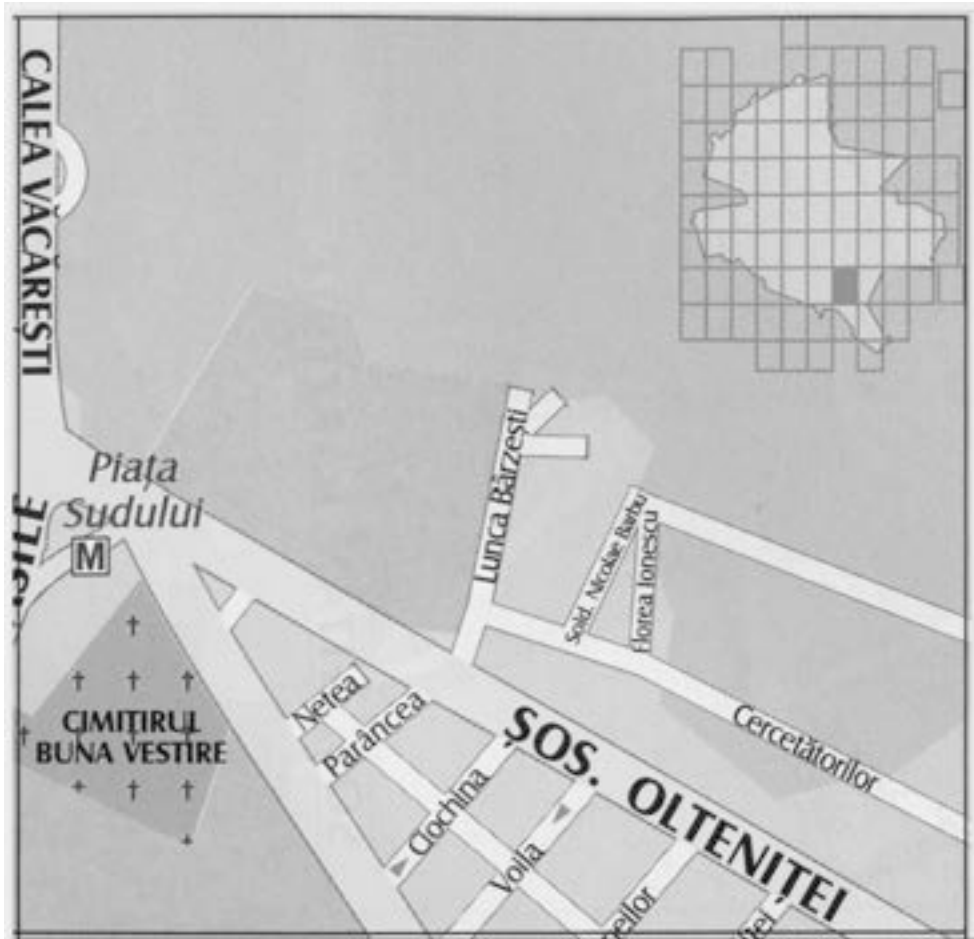 CALEA VĂCĂREȘTI
Piața
Sudului
M
CIMITIRUL
BUNA VESTIRE
Lunca Bârzești
Sold. Nicolae Barbu
Florea Ionescu
Cercetătorilor
ȘOS. OLTENIȚEI
Netea
Parâncea
Clochina
Voila